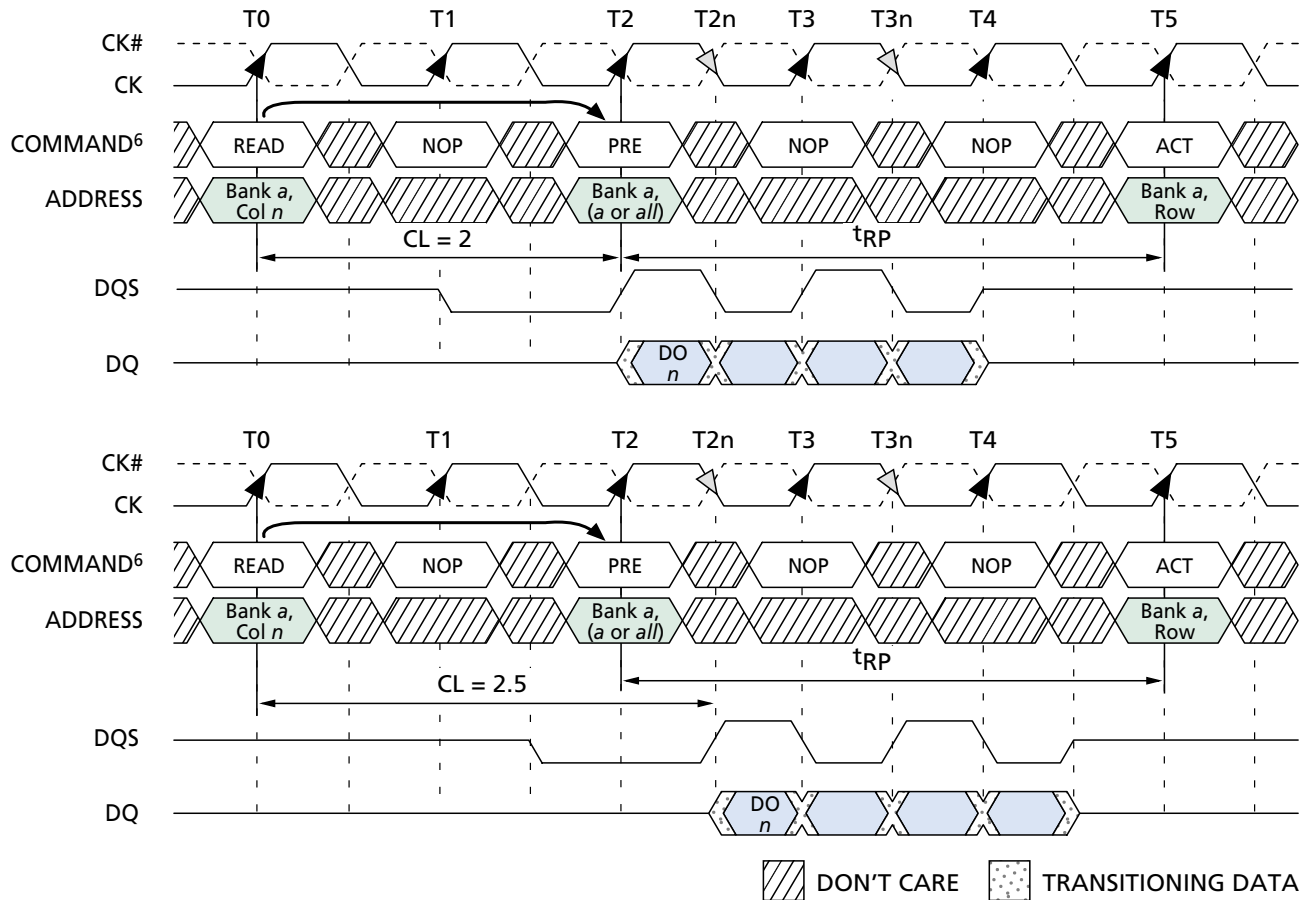 T0 T1 T2 T2n T3 T3n T4 T5
CK#
CK
COMMAND6 READ NOP PRE NOP NOP ACT
ADDRESS Bank a, Col n Bank a, (a or all) Bank a, Row
CL = 2 tRP
DQS
DQ DO n
T0 T1 T2 T2n T3 T3n T4 T5
CK#
CK
COMMAND6 READ NOP PRE NOP NOP ACT
ADDRESS Bank a, Col n Bank a, (a or all) Bank a, Row
tRP
CL = 2.5
DQS
DQ DO n
DON'T CARE TRANSITIONING DATA